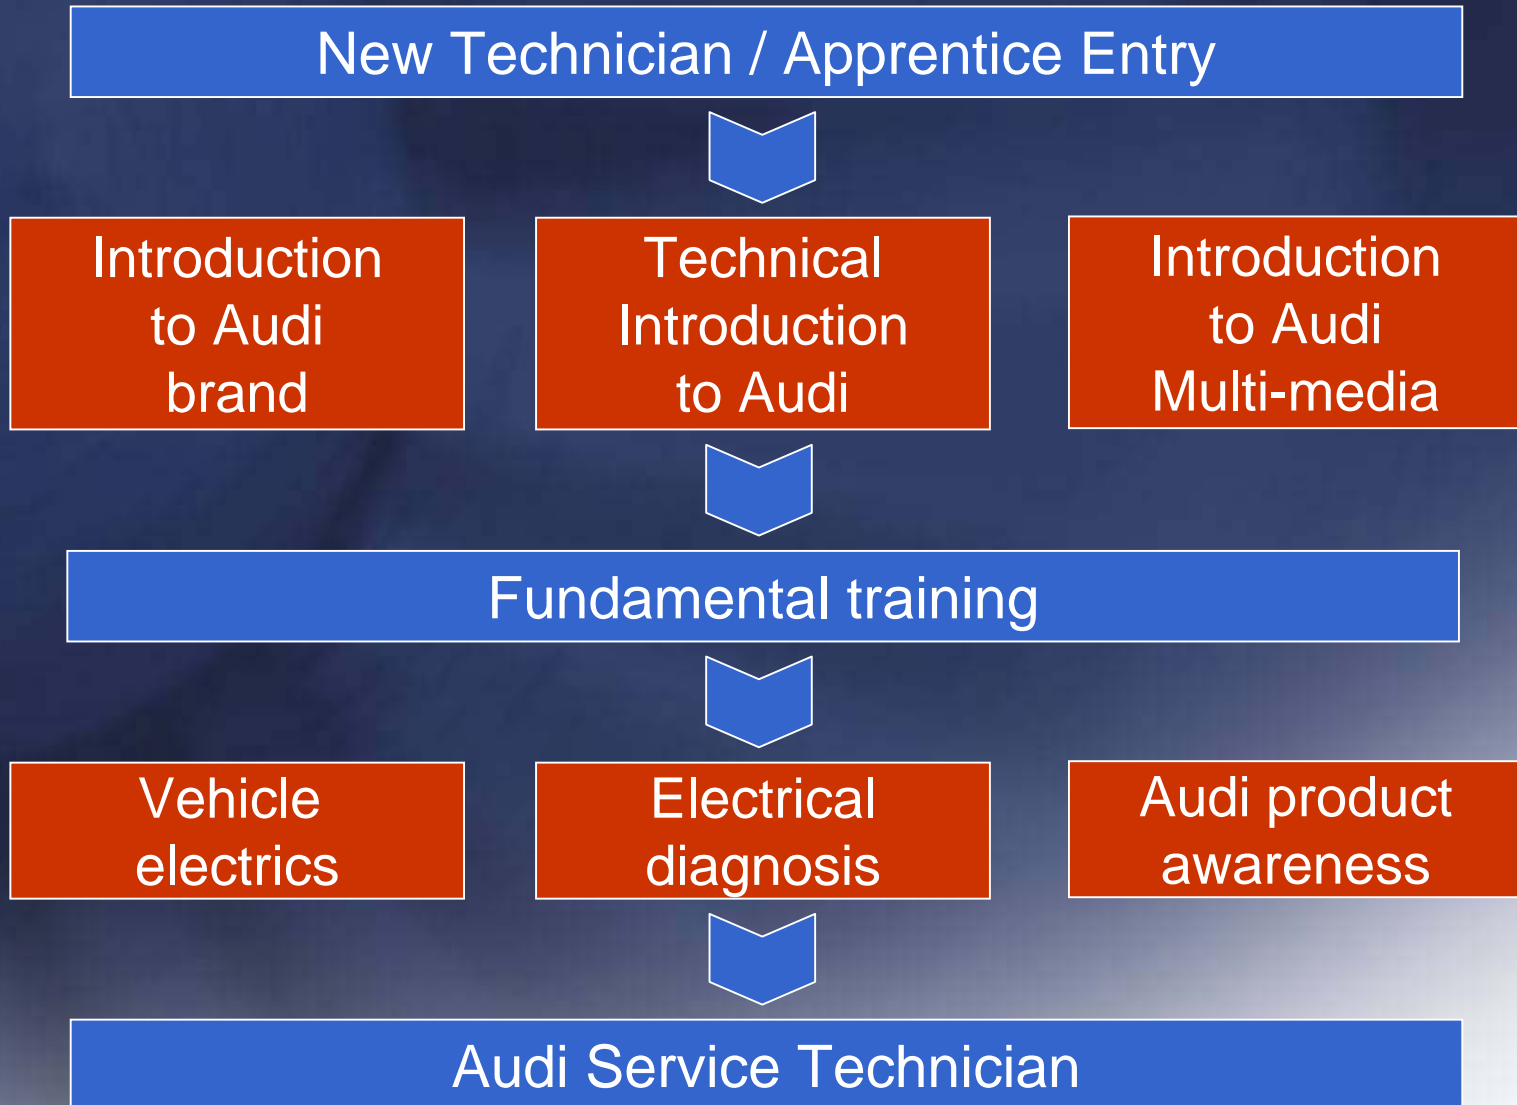 New Technician / Apprentice Entry
Introduction
to Audi
brand
Technical
Introduction
to Audi
Introduction
to Audi
Multi-media
Fundamental training
Vehicle
electrics
Electrical
diagnosis
Audi product
awareness
Audi Service Technician